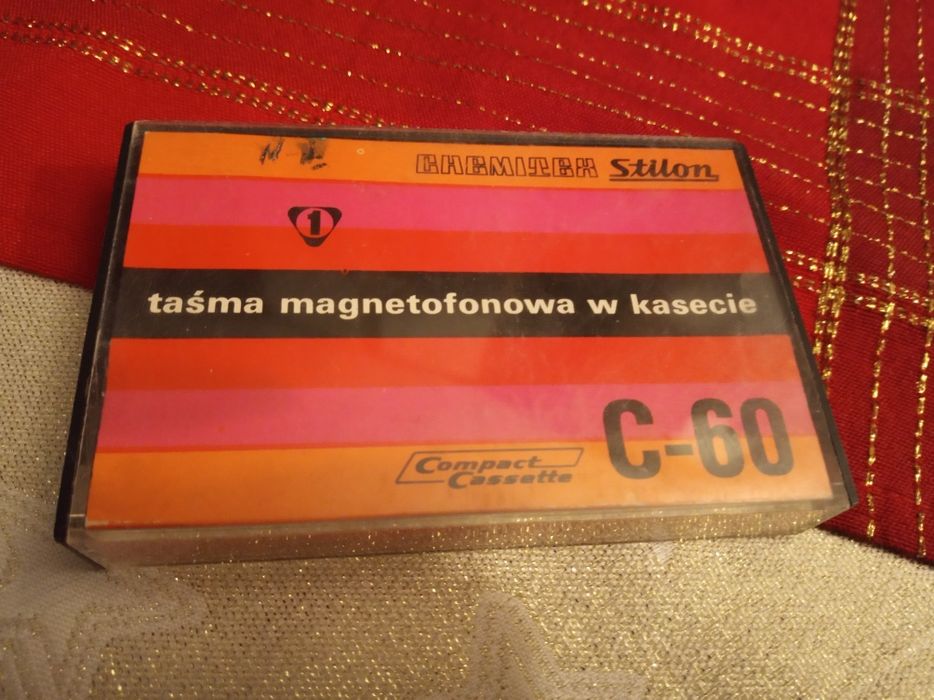 CHEMITEX Stilon
1
taśma magnetofonowa w kasecie
C-60
Compact
Cassette